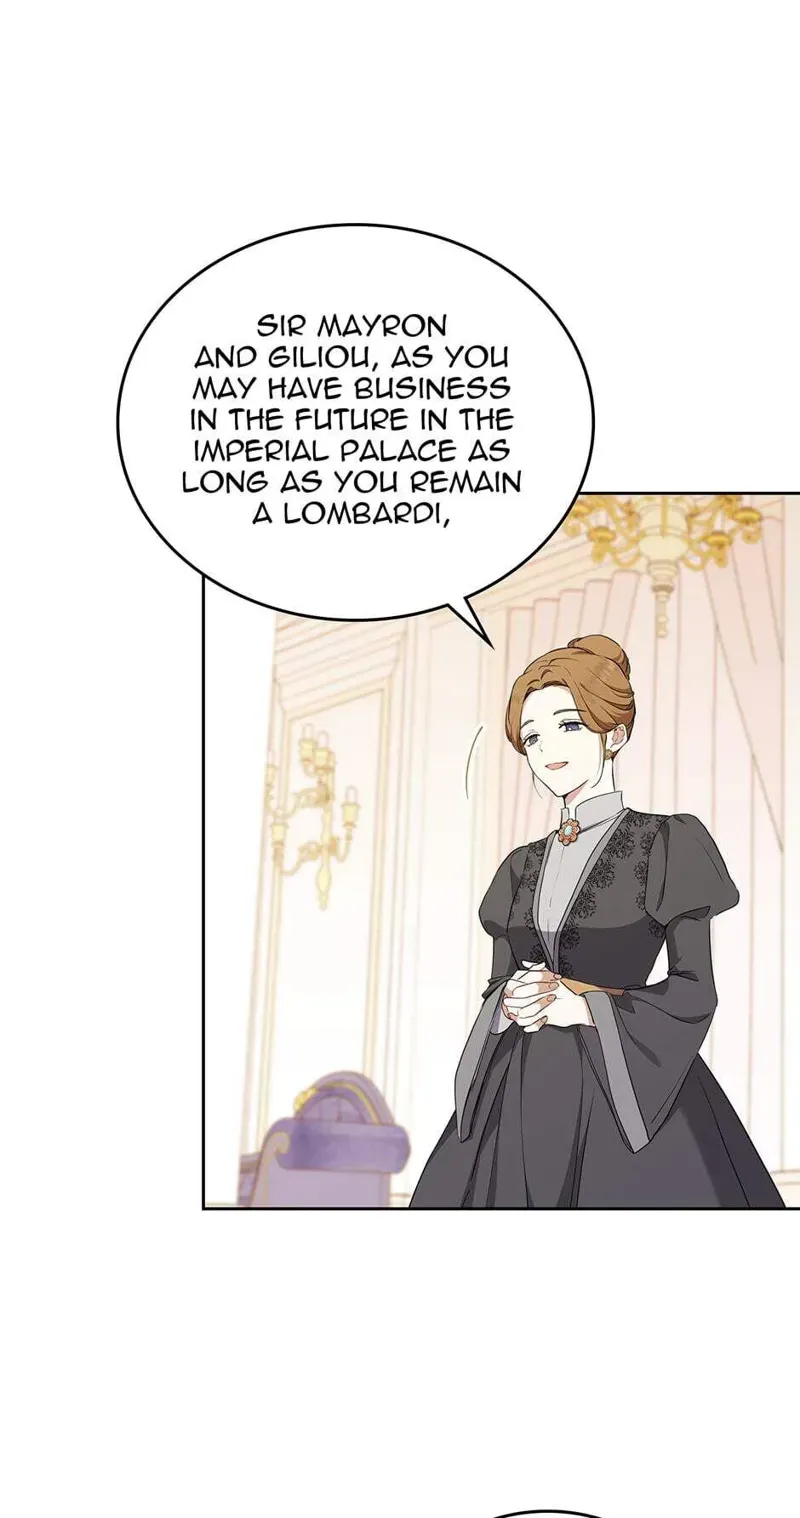 SIR MAYRON
AND GILIOU, AS YOU
MAY HAVE BUSINESS
IN THE FUTURE IN THE
IMPERIAL PALACE AS
LONG AS YOU REMAIN
A LOMBARDI,